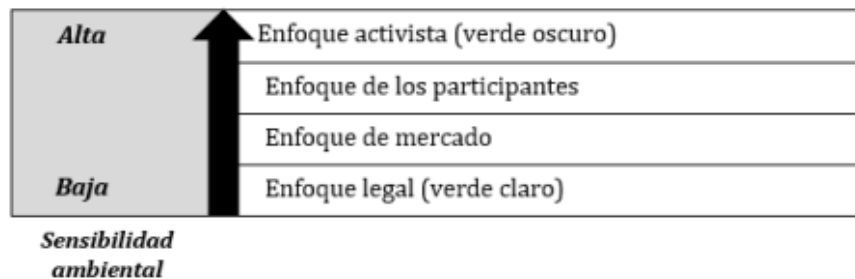 Alta
Enfoque activista (verde oscuro)
Enfoque de los participantes
Enfoque de mercado
Baja
Enfoque legal (verde claro)
Sensibilidad
ambiental